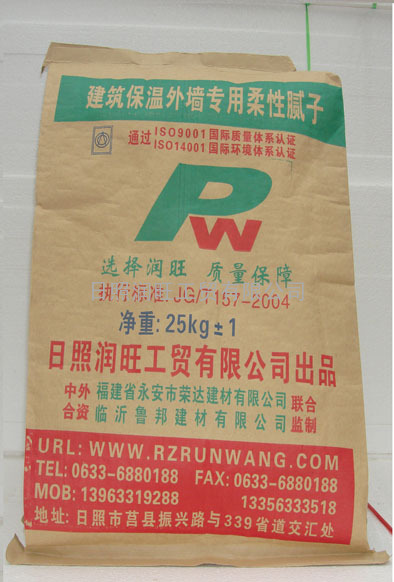 建筑保温外墙专用柔性腻子
通过 ISO9001国际质量体系认证
ISO14001国际环境体系认证
PW
选择润旺 质量保障
执行标准:JG/T157-2004
净重:25kg±1
日照润旺工贸有限公司出品
中外合资 福建省永安市荣达建材有限公司 联合监制
临沂鲁邦建材有限公司
URL: WWW.RZRUNWANG.COM
TEL: 0633-6880188 FAX: 0633-6880188
MOB: 13963319288 13356333518
地址: 日照市莒县振兴路与339省道交汇处